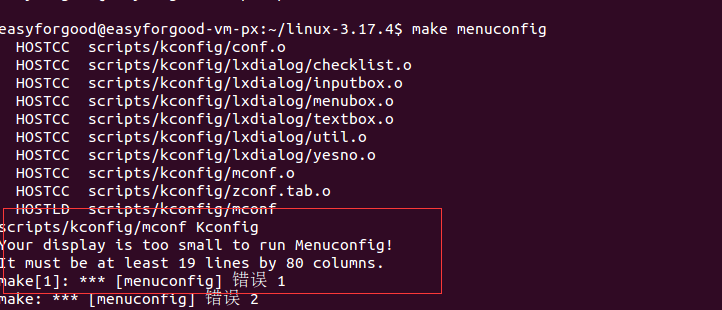 easyforgood@easyforgood-vm-px:~/linux-3.17.4$ make menuconfig
HOSTCC scripts/kconfig/conf.o
HOSTCC scripts/kconfig/lxdialog/checklist.o
HOSTCC scripts/kconfig/lxdialog/inputbox.o
HOSTCC scripts/kconfig/lxdialog/menubox.o
HOSTCC scripts/kconfig/lxdialog/textbox.o
HOSTCC scripts/kconfig/lxdialog/util.o
HOSTCC scripts/kconfig/lxdialog/yesno.o
HOSTCC scripts/kconfig/mconf.o
HOSTCC scripts/kconfig/zconf.tab.o
HOSTLD scripts/kconfig/mconf
scripts/kconfig/mconf Kconfig
Your display is too small to run Menuconfig!
It must be at least 19 lines by 80 columns.
make[1]: *** [menuconfig] 错误 1
make: *** [menuconfig] 错误 2